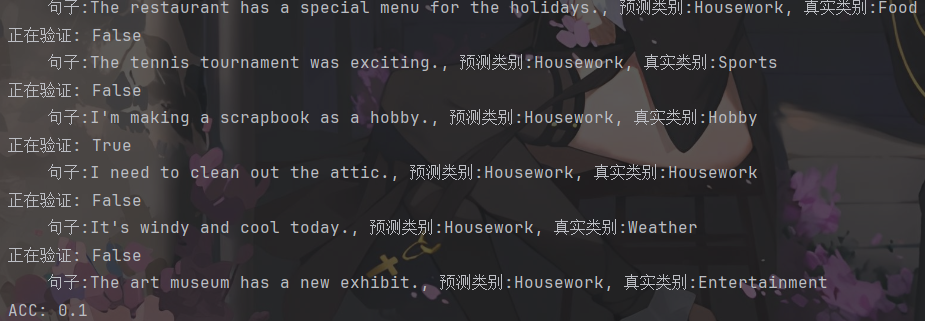 句子:The restaurant has a special menu for the holidays., 预测类别:Housework, 真实类别:Food
正在验证: False
句子:The tennis tournament was exciting., 预测类别:Housework, 真实类别:Sports
正在验证: False
句子:I'm making a scrapbook as a hobby., 预测类别:Housework, 真实类别:Hobby
正在验证: True
句子:I need to clean out the attic., 预测类别:Housework, 真实类别:Housework
正在验证: False
句子:It's windy and cool today., 预测类别:Housework, 真实类别:Weather
正在验证: False
句子:The art museum has a new exhibit., 预测类别:Housework, 真实类别:Entertainment
ACC: 0.1